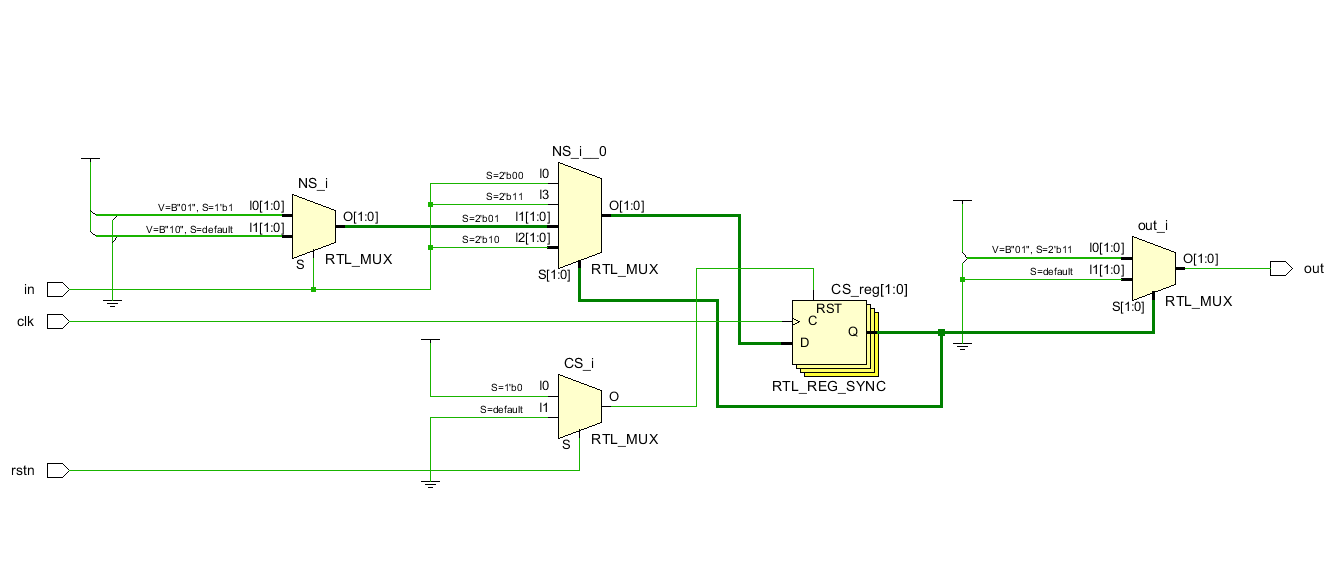 NS_i
V=B"01", S=1'b1
I0[1:0]
V=B"10", S=default
I1[1:0]
O[1:0]
S
RTL_MUX
NS_i__0
S=2'b00
I0
S=2'b11
I3
S=2'b01
I1[1:0]
S=2'b10
I2[1:0]
O[1:0]
S[1:0]
RTL_MUX
out_i
V=B"01", S=2'b11
I0[1:0]
S=default
I1[1:0]
O[1:0]
S[1:0]
RTL_MUX
out
in
clk
CS_reg[1:0]
RST
C
Q
D
RTL_REG_SYNC
CS_i
S=1'b0
I0
S=default
I1
O
S
RTL_MUX
rstn